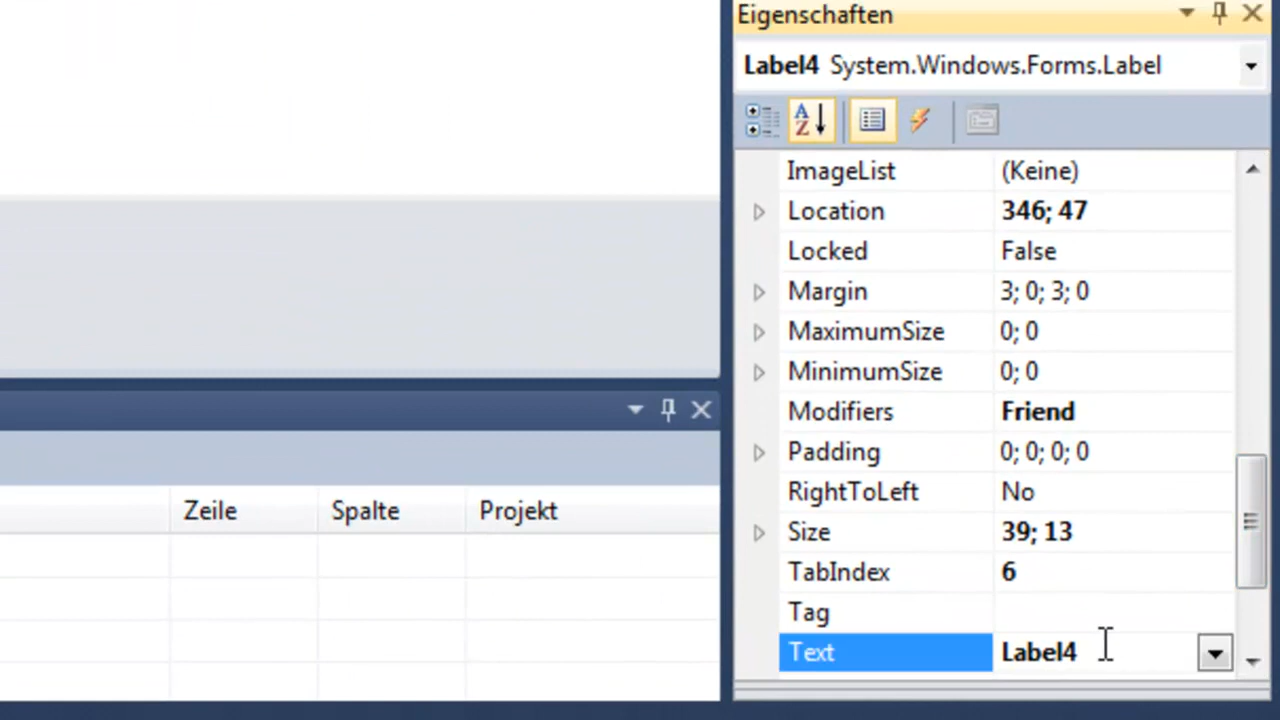 Eigenschaften
Label4 System.Windows.Forms.Label
ImageList (Keine)
Location 346; 47
Locked False
Margin 3; 0; 3; 0
MaximumSize 0; 0
MinimumSize 0; 0
Modifiers Friend
Padding 0; 0; 0; 0
RightToLeft No
Size 39; 13
TabIndex 6
Tag
Text Label4
Zeile Spalte Projekt